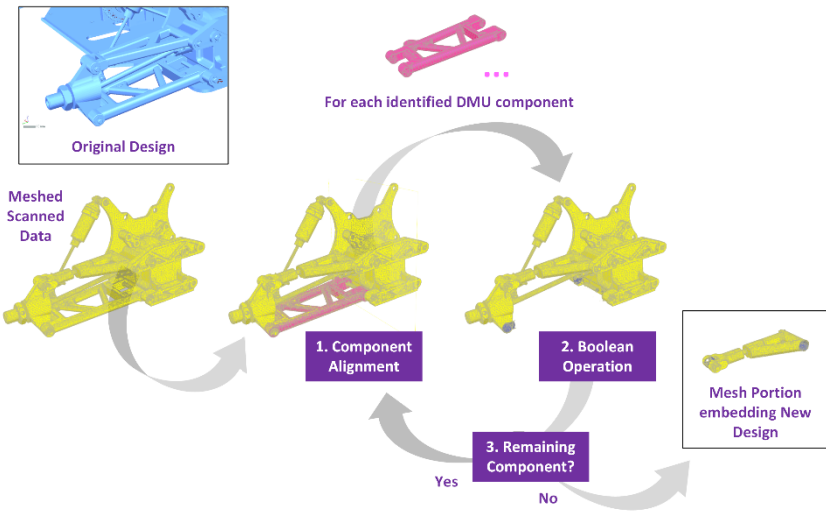 For each identified DMU component
Original Design
Meshed
Scanned
Data
1. Component
Alignment
2. Boolean
Operation
3. Remaining
Component?
Yes
No
Mesh Portion
embedding New
Design